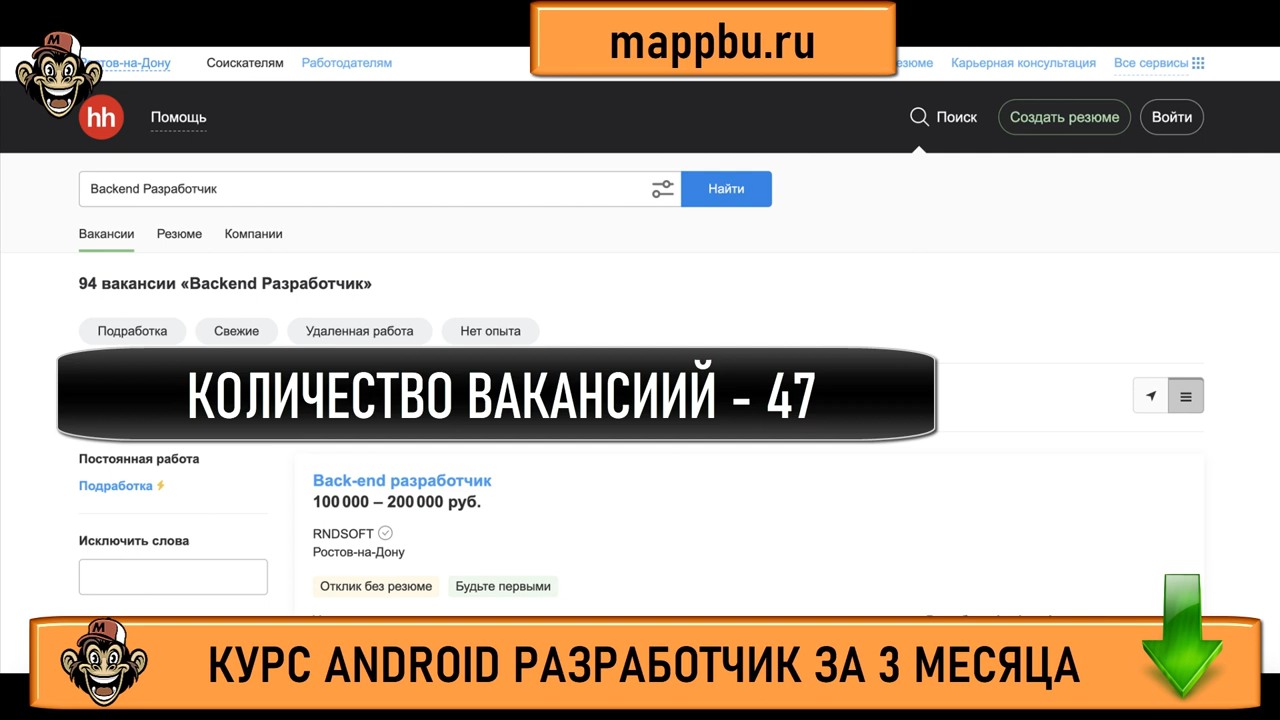 mappbu.ru
Ростов-на-Дону Соискателям Работодателям
Карьерная консультация Все сервисы
hh Помощь Поиск Создать резюме Войти
Backend Разработчик Найти
Вакансии Резюме Компании
94 вакансии «Backend Разработчик»
Подработка Свежие Удаленная работа Нет опыта
КОЛИЧЕСТВО ВАКАНСИИЙ - 47
Постоянная работа
Подработка
Back-end разработчик
100 000 – 200 000 руб.
RNDSOFT
Исключить слова
Ростов-на-Дону
Отклик без резюме Будьте первыми
КУРС ANDROID РАЗРАБОТЧИК ЗА 3 МЕСЯЦА